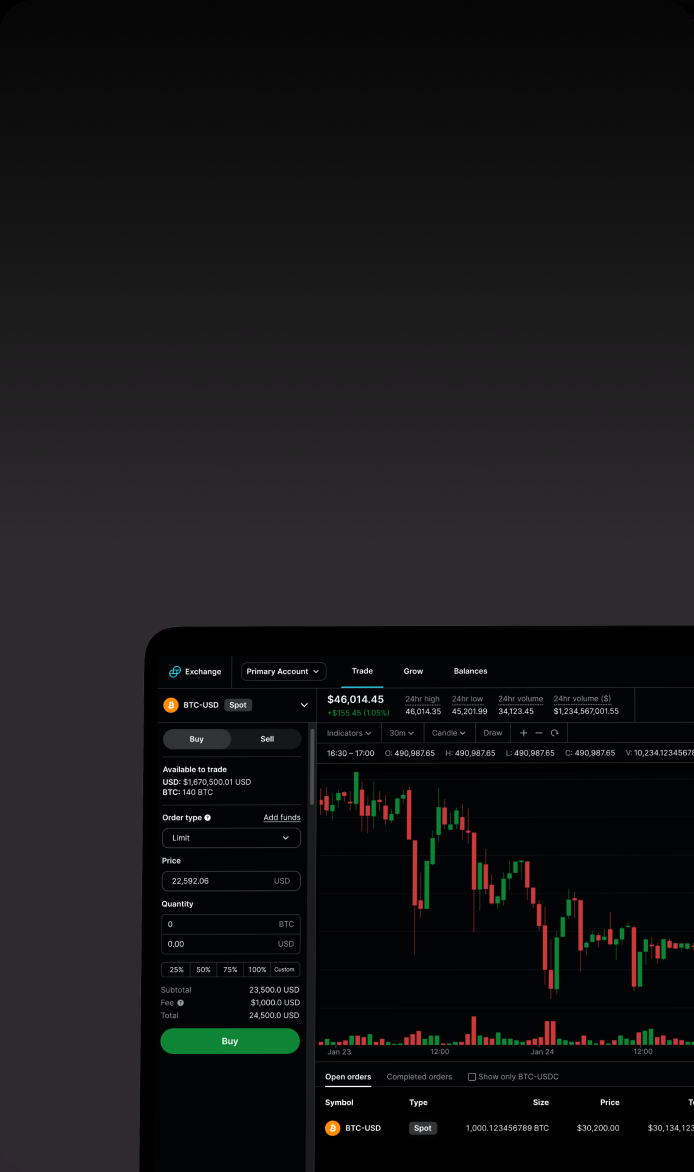 Exchange Primary Account Trade Grow Balances
BTC-USD Spot
$46,014.45
+$155.45 (1.05%)
24hr high 24hr low 24hr volume 24hr volume ($)
46,014.35 45,201.99 34,123.45 $1,234,567,001.55
Buy Sell
Available to trade
USD: $1,670,500.01 USD
BTC: 140 BTC
Order type Add funds
Limit
Price
22,592.06 USD
Quantity
0 BTC
0.00 USD
25% 50% 75% 100% Custom
Subtotal 23,500.0 USD
Fee $1,000.0 USD
Total 24,500.0 USD
Buy
Indicators 30m Candle Draw
16:30 – 17:00 O: 490,987.65 H: 490,987.65 L: 490,987.65 C: 490,987.65 V: 10,234.12345678
Jan 23 12:00 Jan 24 12:00
Open orders Completed orders Show only BTC-USDC
Symbol Type Size Price
BTC-USD Spot 1,000.123456789 BTC $30,200.00 $30,134,123